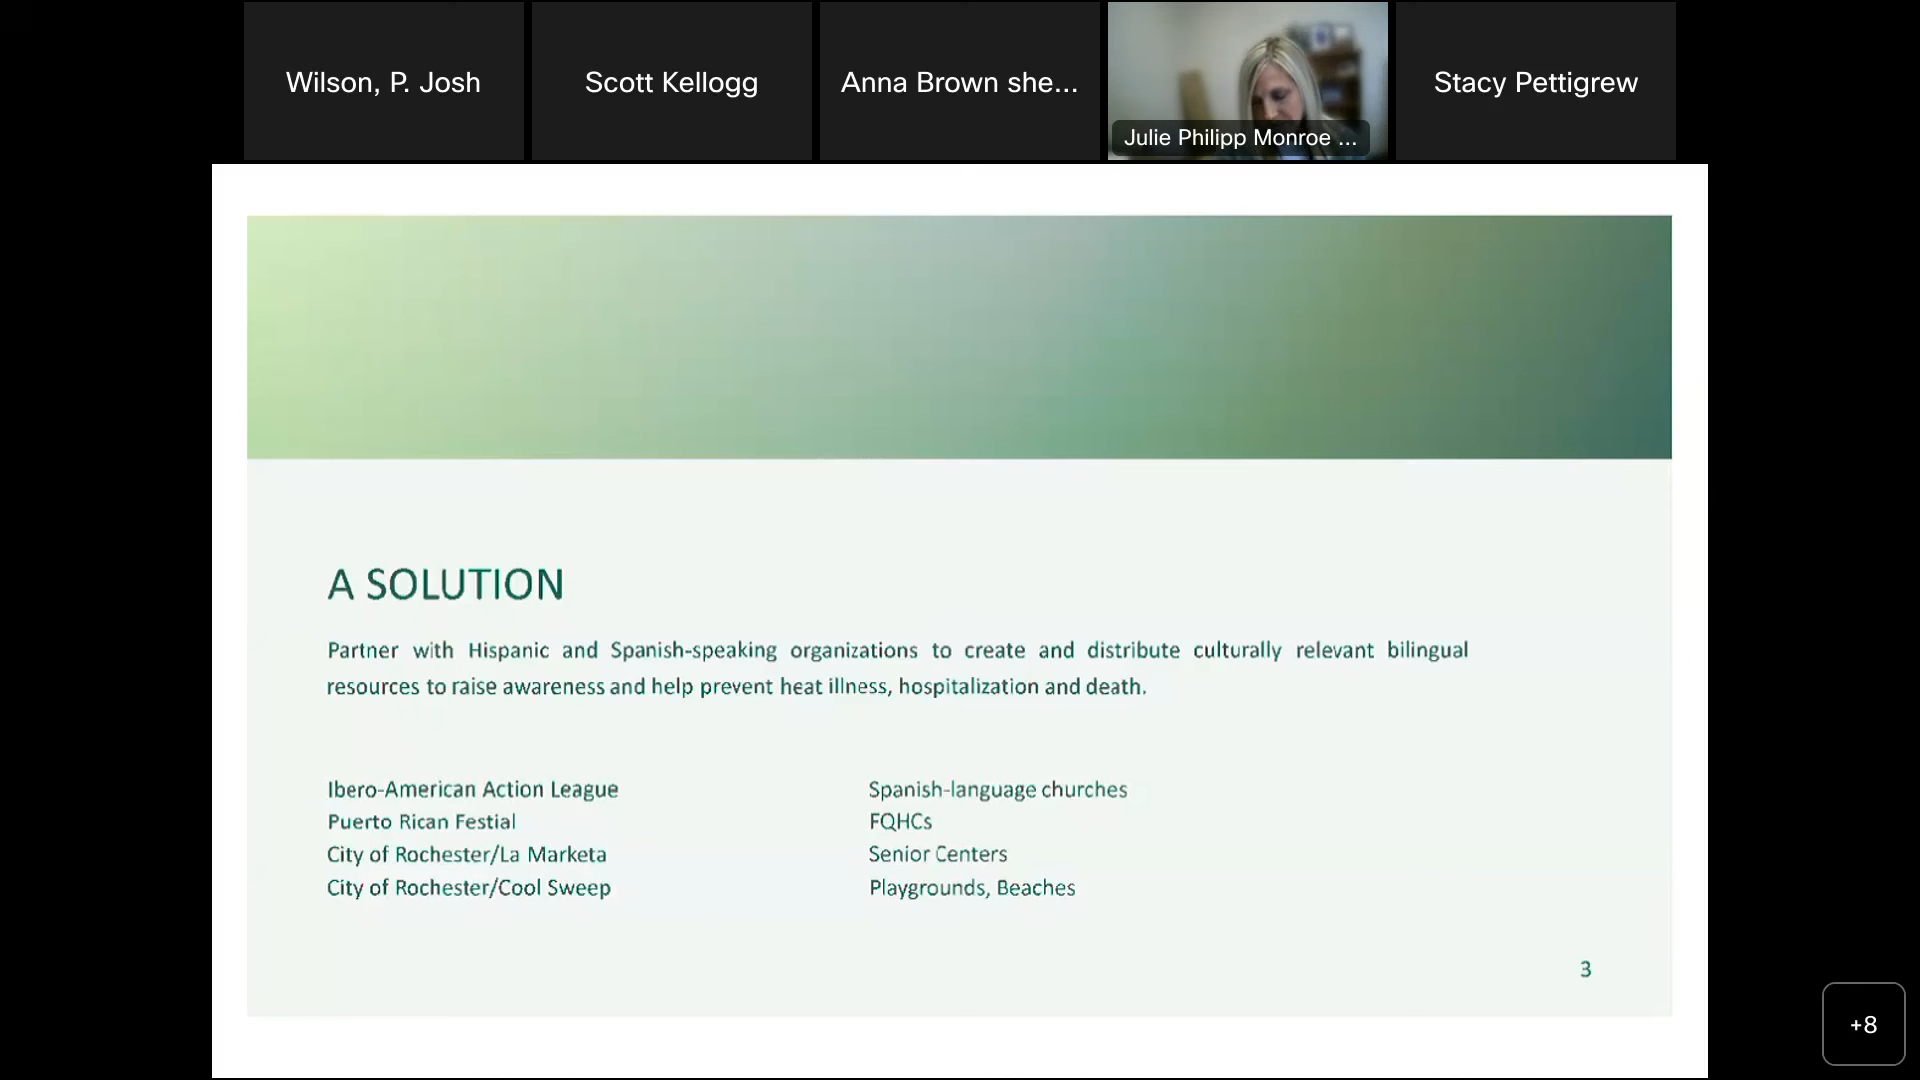 Wilson, P. Josh
Scott Kellogg
Anna Brown she...
Julie Philipp Monroe ...
Stacy Pettigrew
A SOLUTION
Partner with Hispanic and Spanish-speaking organizations to create and distribute culturally relevant bilingual
resources to raise awareness and help prevent heat illness, hospitalization and death.
Ibero-American Action League
Puerto Rican Festial
City of Rochester/La Marketa
City of Rochester/Cool Sweep
Spanish-language churches
FQHCs
Senior Centers
Playgrounds, Beaches
3
+8